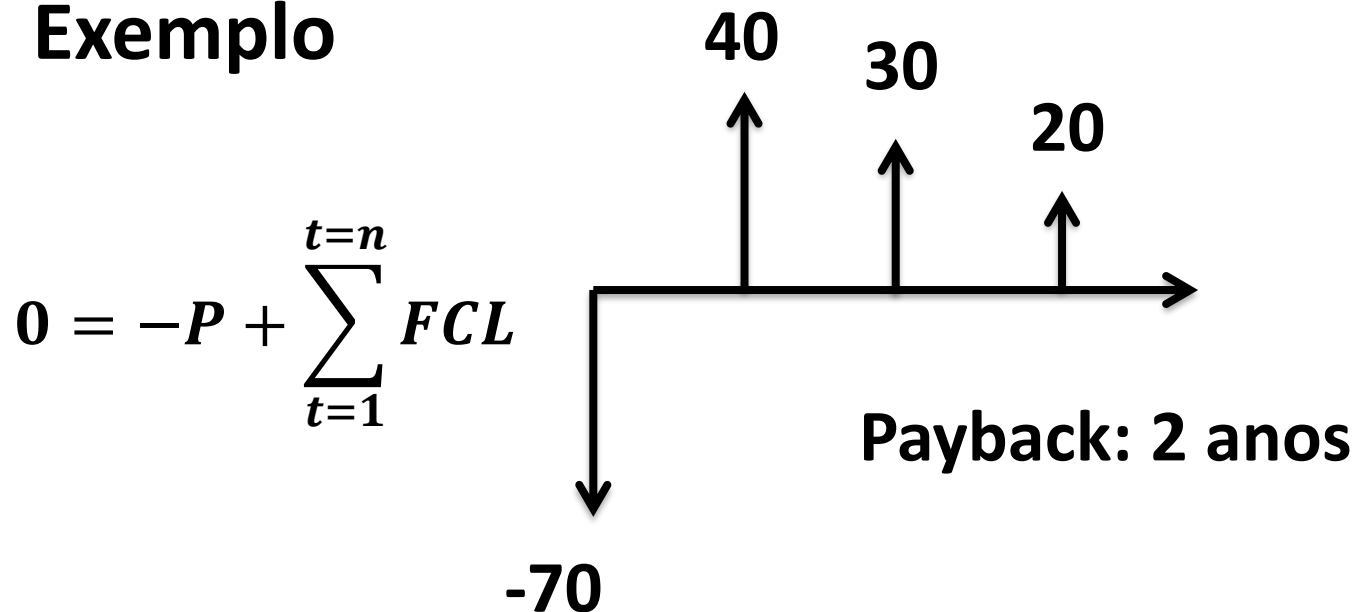 Exemplo
40
30
20
t=n
0 = −P + ∑ FCL
t=1
Payback: 2 anos
-70